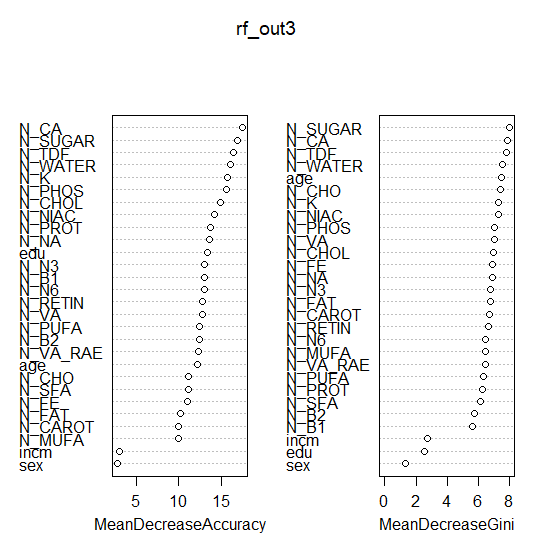 rf_out3
N_CA
N_SUGAR
N_TDF
N_WATER
N_K
N_PHOS
N_CHOL
N_NIAC
N_PROT
N_NA
edu
N_N3
N_B1
N_N6
N_RETIN
N_VA
N_PUFA
N_B2
N_VA_RAE
age
N_CHO
N_SFA
N_FE
N_FAT
N_CAROT
N_MUFA
incm
sex
5 10 15
MeanDecreaseAccuracy
N_SUGAR
N_CA
N_TDF
N_WATER
age
N_CHO
N_K
N_NIAC
N_PHOS
N_VA
N_CHOL
N_FE
N_NA
N_N3
N_FAT
N_CAROT
N_RETIN
N_N6
N_MUFA
N_VA_RAE
N_PUFA
N_PROT
N_SFA
N_B2
N_B1
incm
edu
sex
0 2 4 6 8
MeanDecreaseGini